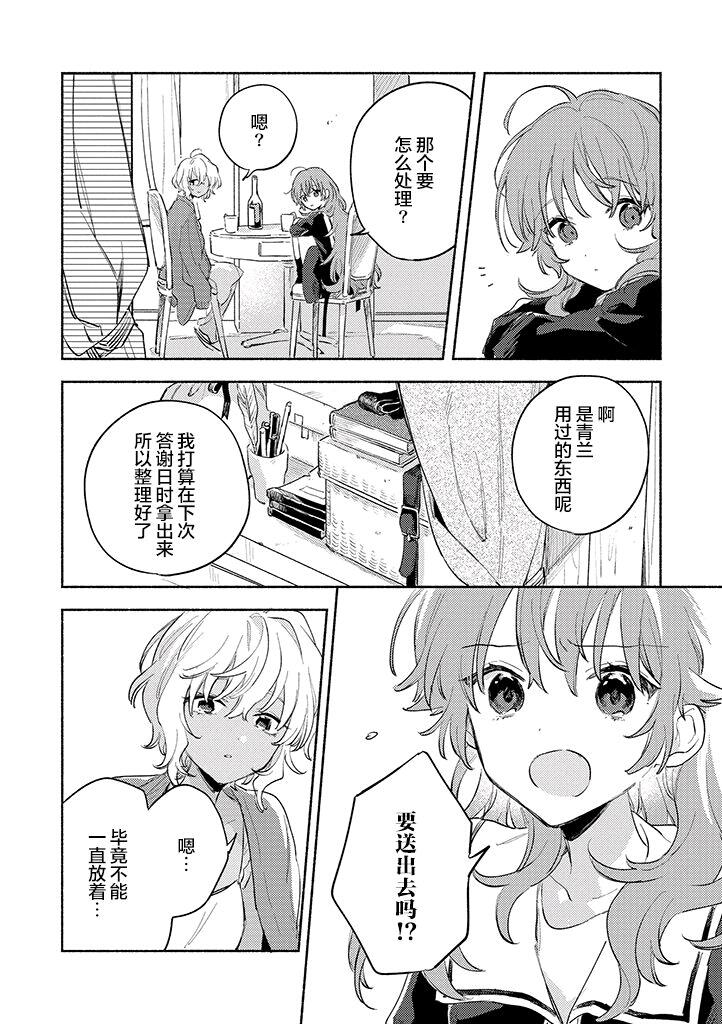 那个要
怎么处理？
嗯？
啊
是青兰
用过的东西呢
我打算在下次
答谢日时拿出来
所以整理好了
要送出去吗!?
嗯…
毕竟不能
一直放着…